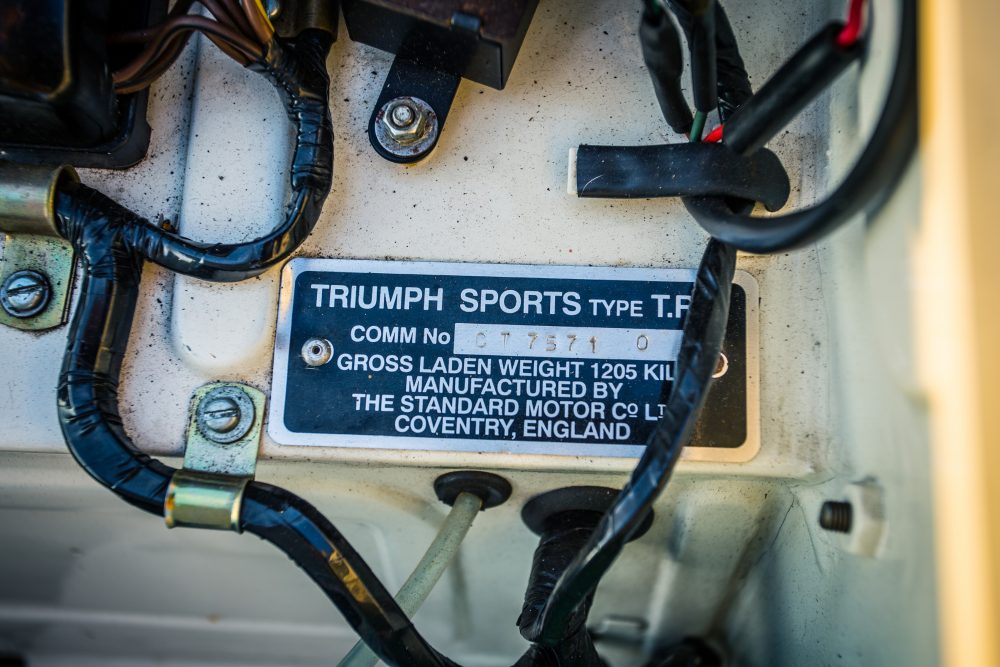 TRIUMPH SPORTS TYPE T.R
COMM No CT 7571 O
GROSS LADEN WEIGHT 1205 KIL
MANUFACTURED BY
THE STANDARD MOTOR Cº LT
COVENTRY, ENGLAND